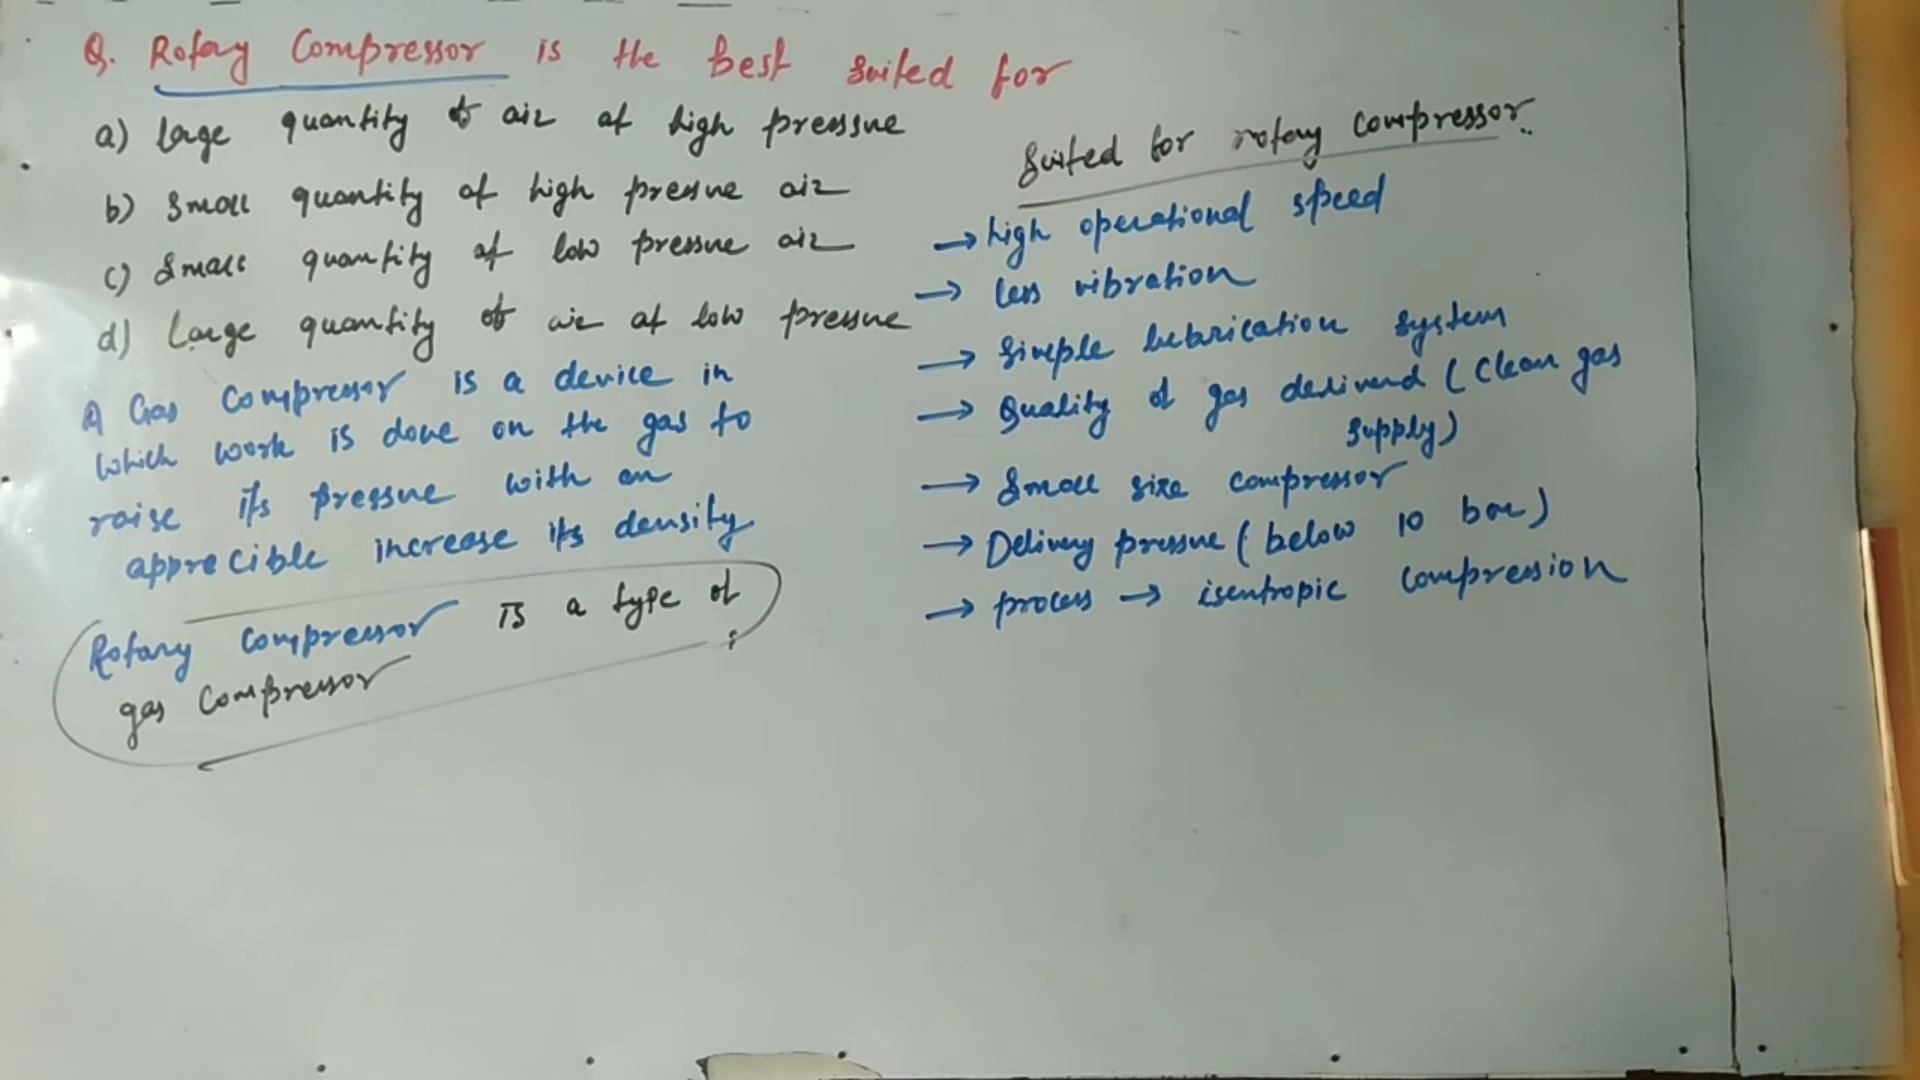 Q. Rotary Compressor is the best suited for
a) large quantity of air at high pressure
b) Small quantity of high pressure air
c) Small quantity of low pressure air
d) Large quantity of air at low pressure
A Gas Compressor is a device in
which work is done on the gas to
raise its pressure with an
apprecible increase its density
Rotary compressor is a type of
gas compressor
Suited for rotary compressor
→ high operational speed
→ less vibration
→ Simple lubrication system
→ Quality of gas delivered (Clean gas
supply)
→ Small size compressor
→ Delivery pressure (below 10 bar)
→ process → isentropic compression